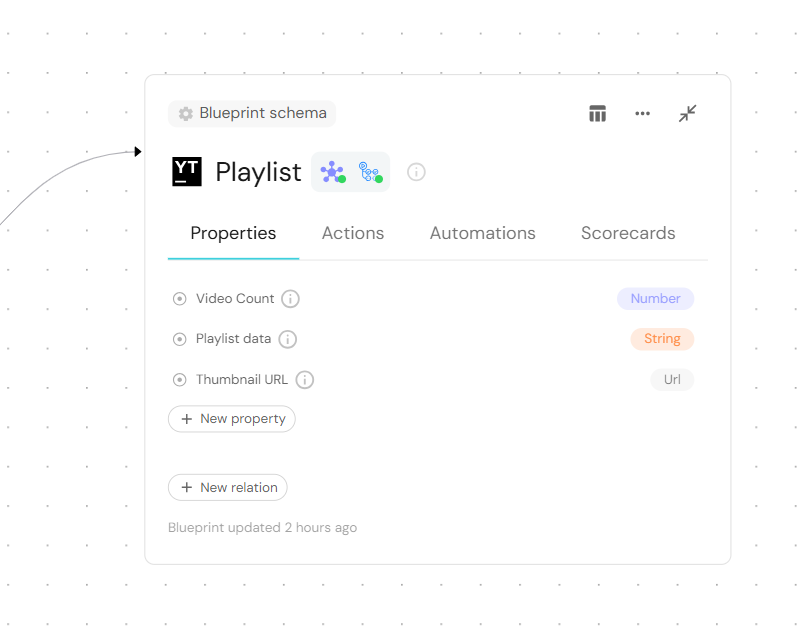 Blueprint schema
YT Playlist
Properties Actions Automations Scorecards
Video Count Number
Playlist data String
Thumbnail URL Url
+ New property
+ New relation
Blueprint updated 2 hours ago